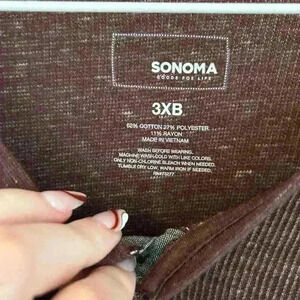 SONOMA
GOODS FOR LIFE
3XB
62% COTTON 27% POLYESTER
11% RAYON
MADE IN VIETNAM
WASH BEFORE WEARING.
MACHINE WASH COLD WITH LIKE COLORS.
ONLY NON-CHLORINE BLEACH WHEN NEEDED.
TUMBLE DRY LOW, WARM IRON IF NEEDED.